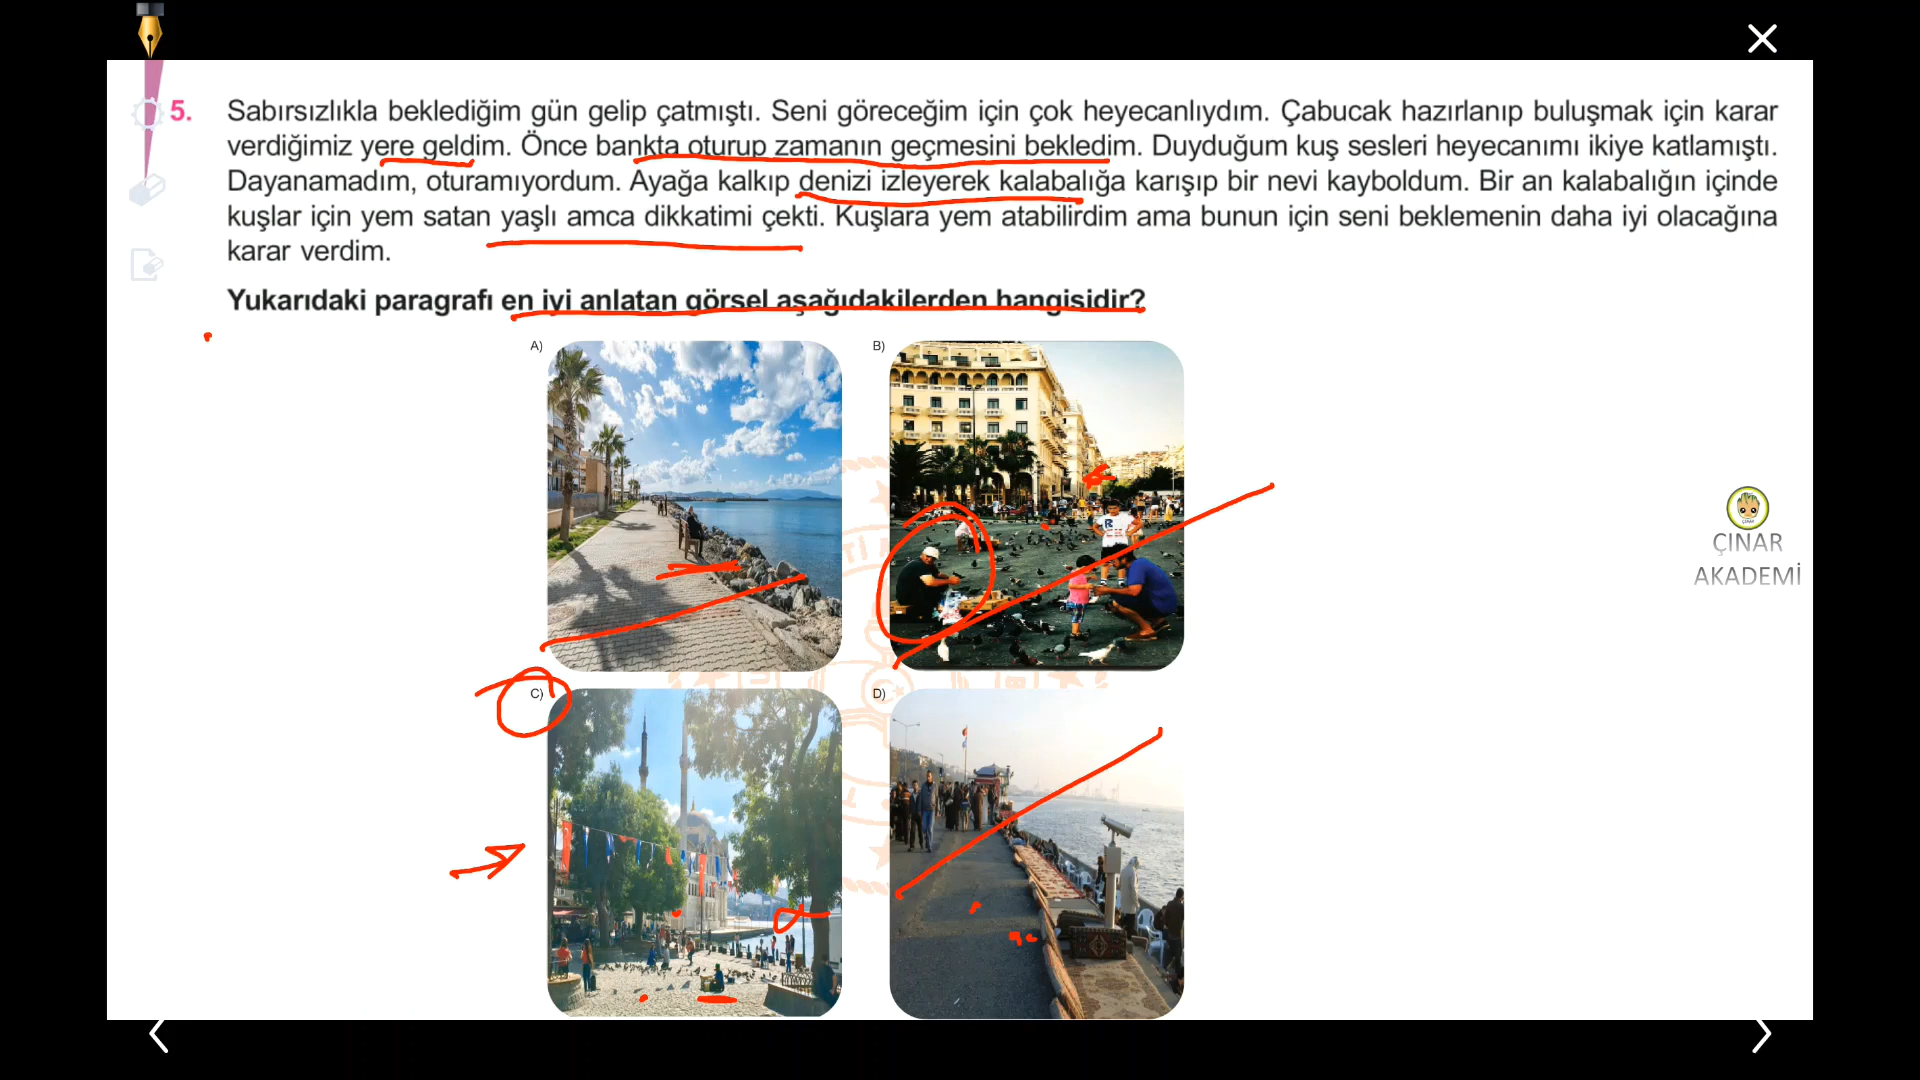 5. Sabırsızlıkla beklediğim gün gelip çatmıştı. Seni göreceğim için çok heyecanlıydım. Çabucak hazırlanıp buluşmak için karar
verdiğimiz yere geldim. Önce bankta oturup zamanın geçmesini bekledim. Duyduğum kuş sesleri heyecanımı ikiye katlamıştı.
Dayanamadım, oturamıyordum. Ayağa kalkıp denizi izleyerek kalabalığa karışıp bir nevi kayboldum. Bir an kalabalığın içinde
kuşlar için yem satan yaşlı amca dikkatimi çekti. Kuşlara yem atabilirdim ama bunun için seni beklemenin daha iyi olacağına
karar verdim.
Yukarıdaki paragrafı en iyi anlatan görsel aşağıdakilerden hangisidir?
A)
B)
R
ÇINAR
AKADEMİ
C)
D)